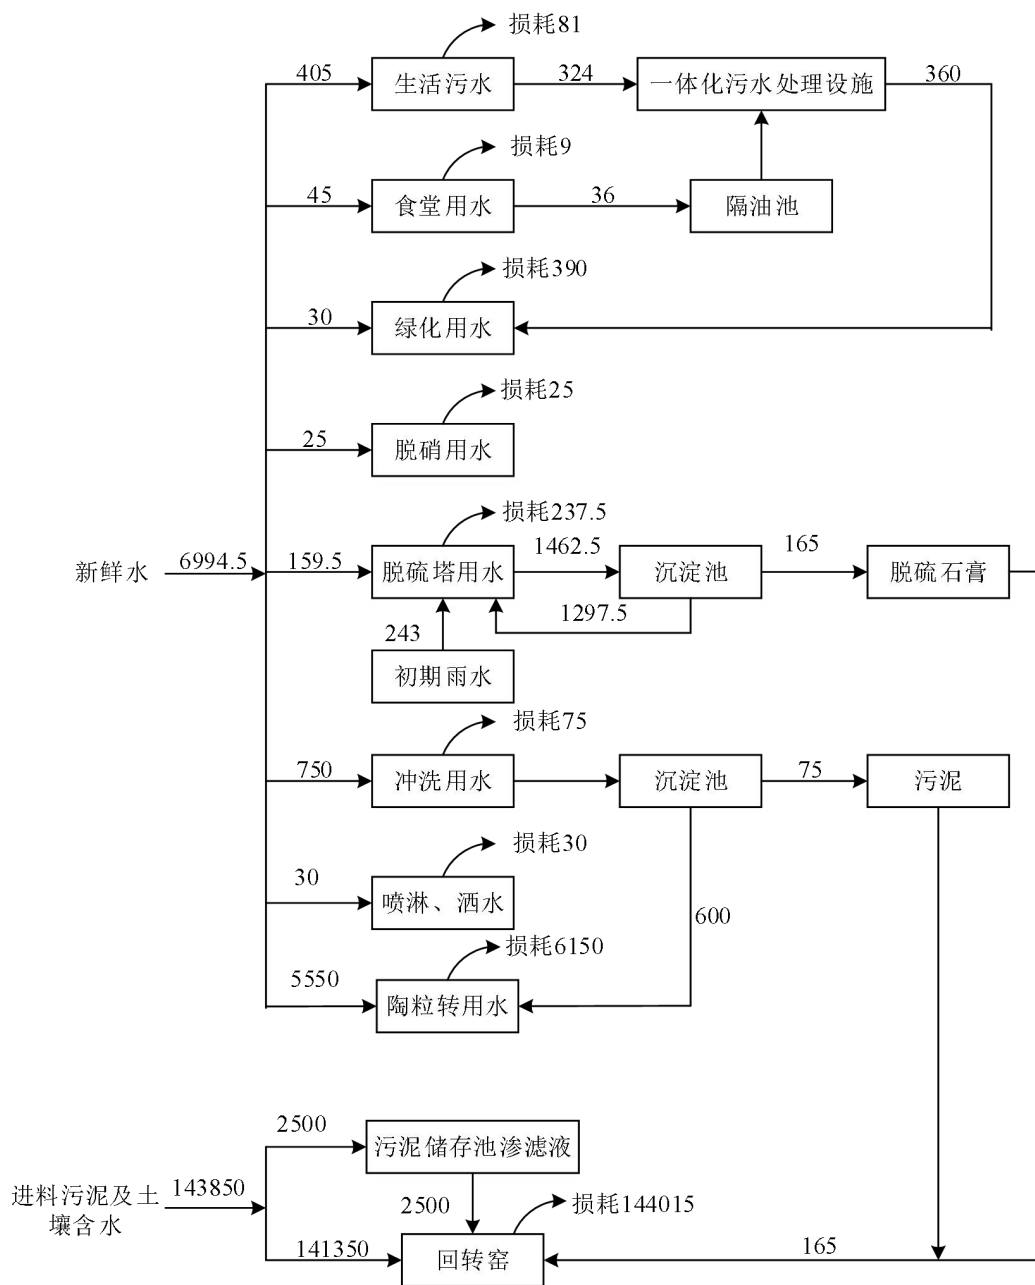 损耗81
405
生活污水
324
一体化污水处理设施
360
损耗9
45
食堂用水
36
隔油池
损耗390
30
绿化用水
损耗25
25
脱硝用水
损耗237.5
新鲜水
6994.5
159.5
脱硫塔用水
1462.5
沉淀池
165
脱硫石膏
1297.5
243
初期雨水
损耗75
750
冲洗用水
沉淀池
75
污泥
损耗30
30
喷淋、洒水
600
损耗6150
5550
陶粒转用水
2500
污泥储存池渗滤液
进料污泥及土
壤含水
143850
2500
损耗144015
141350
回转窑
165